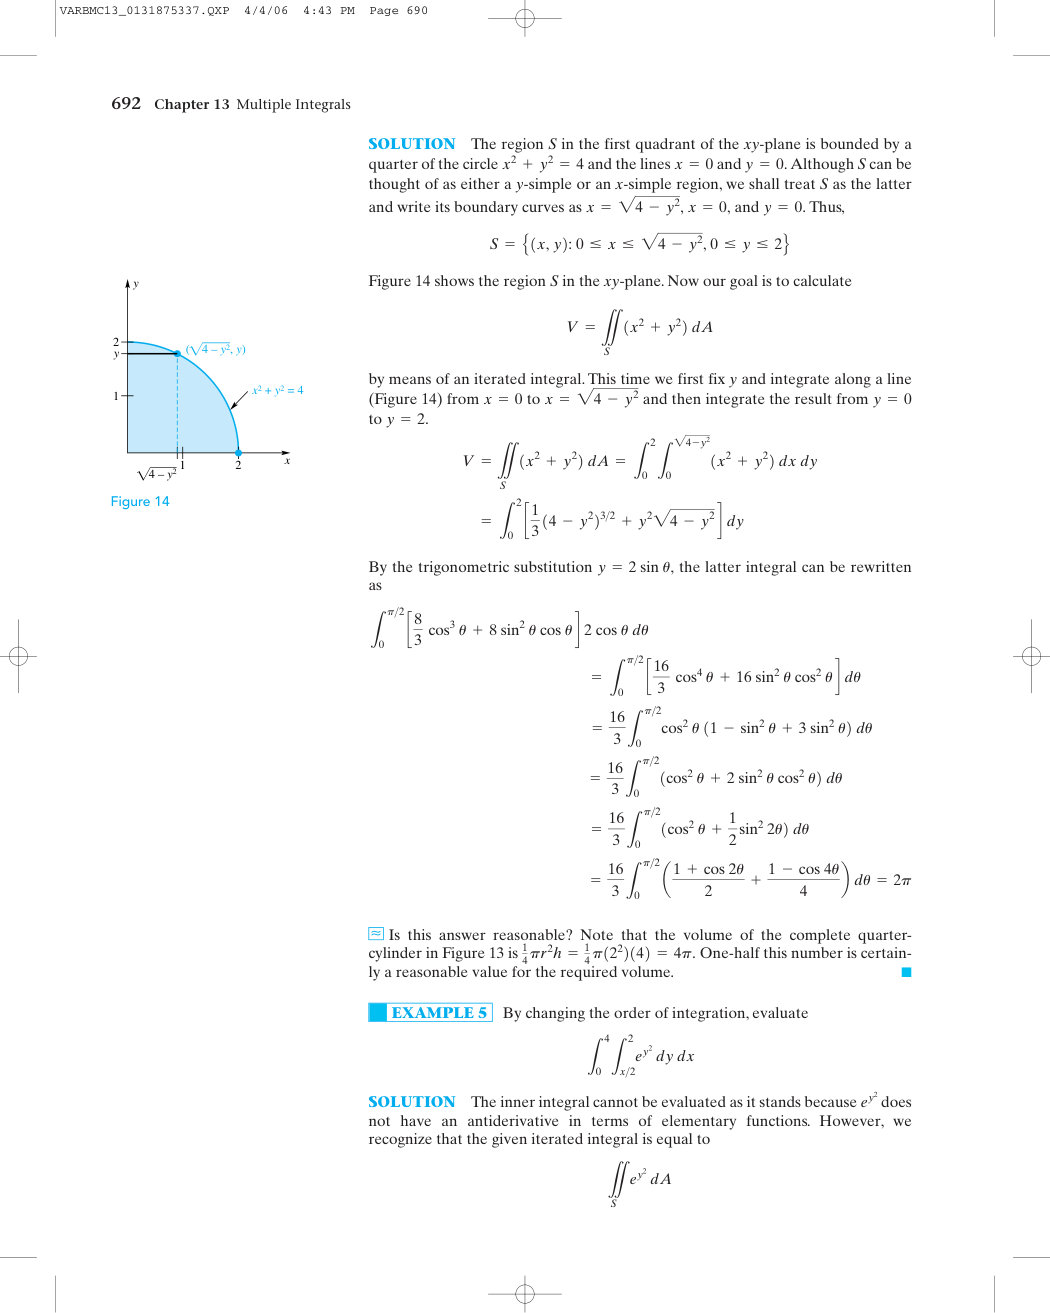 VARBMC13_0131875337.QXP 4/4/06 4:43 PM Page 690
692 Chapter 13 Multiple Integrals
SOLUTION The region S in the first quadrant of the xy-plane is bounded by a
quarter of the circle x² + y² = 4 and the lines x = 0 and y = 0. Although S can be
thought of as either a y-simple or an x-simple region, we shall treat S as the latter
and write its boundary curves as x = √(4 − y²), x = 0, and y = 0. Thus,
S = {(x, y): 0 ≤ x ≤ √(4 − y²), 0 ≤ y ≤ 2}
Figure 14 shows the region S in the xy-plane. Now our goal is to calculate
V = ∬_S (x² + y²) dA
by means of an iterated integral. This time we first fix y and integrate along a line
(Figure 14) from x = 0 to x = √(4 − y²) and then integrate the result from y = 0
to y = 2.
V = ∬_S (x² + y²) dA = ∫_0^2 ∫_0^√(4−y²) (x² + y²) dx dy
= ∫_0^2 [1/3 (4 − y²)^3/2 + y²√(4 − y²)] dy
y
2
y
(√(4 – y²), y)
1
x² + y² = 4
√(4 – y²)
1
2
x
Figure 14
By the trigonometric substitution y = 2 sin θ, the latter integral can be rewritten
as
∫_0^π/2 [8/3 cos³ θ + 8 sin² θ cos θ] 2 cos θ dθ
= ∫_0^π/2 [16/3 cos⁴ θ + 16 sin² θ cos² θ] dθ
= 16/3 ∫_0^π/2 cos² θ (1 − sin² θ + 3 sin² θ) dθ
= 16/3 ∫_0^π/2 (cos² θ + 2 sin² θ cos² θ) dθ
= 16/3 ∫_0^π/2 (cos² θ + 1/2 sin² 2θ) dθ
= 16/3 ∫_0^π/2 ((1 + cos 2θ)/2 + (1 − cos 4θ)/4) dθ = 2π
≈ Is this answer reasonable? Note that the volume of the complete quarter-
cylinder in Figure 13 is 1/4 πr²h = 1/4 π(2²)(4) = 4π. One-half this number is certain-
ly a reasonable value for the required volume.
EXAMPLE 5 By changing the order of integration, evaluate
∫_0^4 ∫_x/2^2 e^y² dy dx
SOLUTION The inner integral cannot be evaluated as it stands because e^y² does
not have an antiderivative in terms of elementary functions. However, we
recognize that the given iterated integral is equal to
∬_S e^y² dA